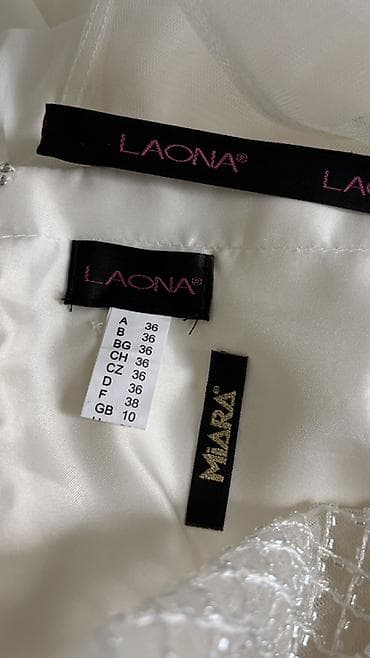 LAONA®
LA
LAONA®
A 36
B 36
BG 36
CH 36
CZ 36
D 36
F 38
GB 10
MiARA®